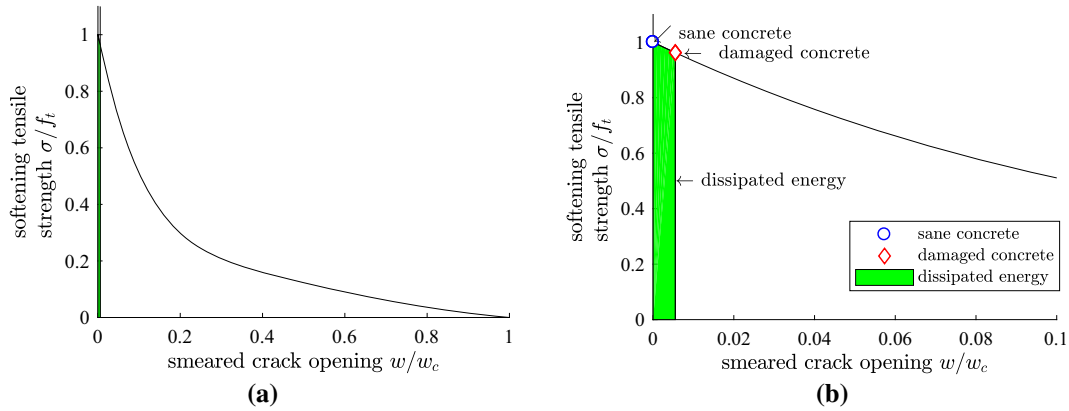 softening tensile
strength σ/f_t
1
0.8
0.6
0.4
0.2
0
0
0.2
0.4
0.6
0.8
1
smeared crack opening w/w_c
(a)
softening tensile
strength σ/f_t
1
0.8
0.6
0.4
0.2
0
sane concrete
← damaged concrete
← dissipated energy
sane concrete
damaged concrete
dissipated energy
0
0.02
0.04
0.06
0.08
0.1
smeared crack opening w/w_c
(b)